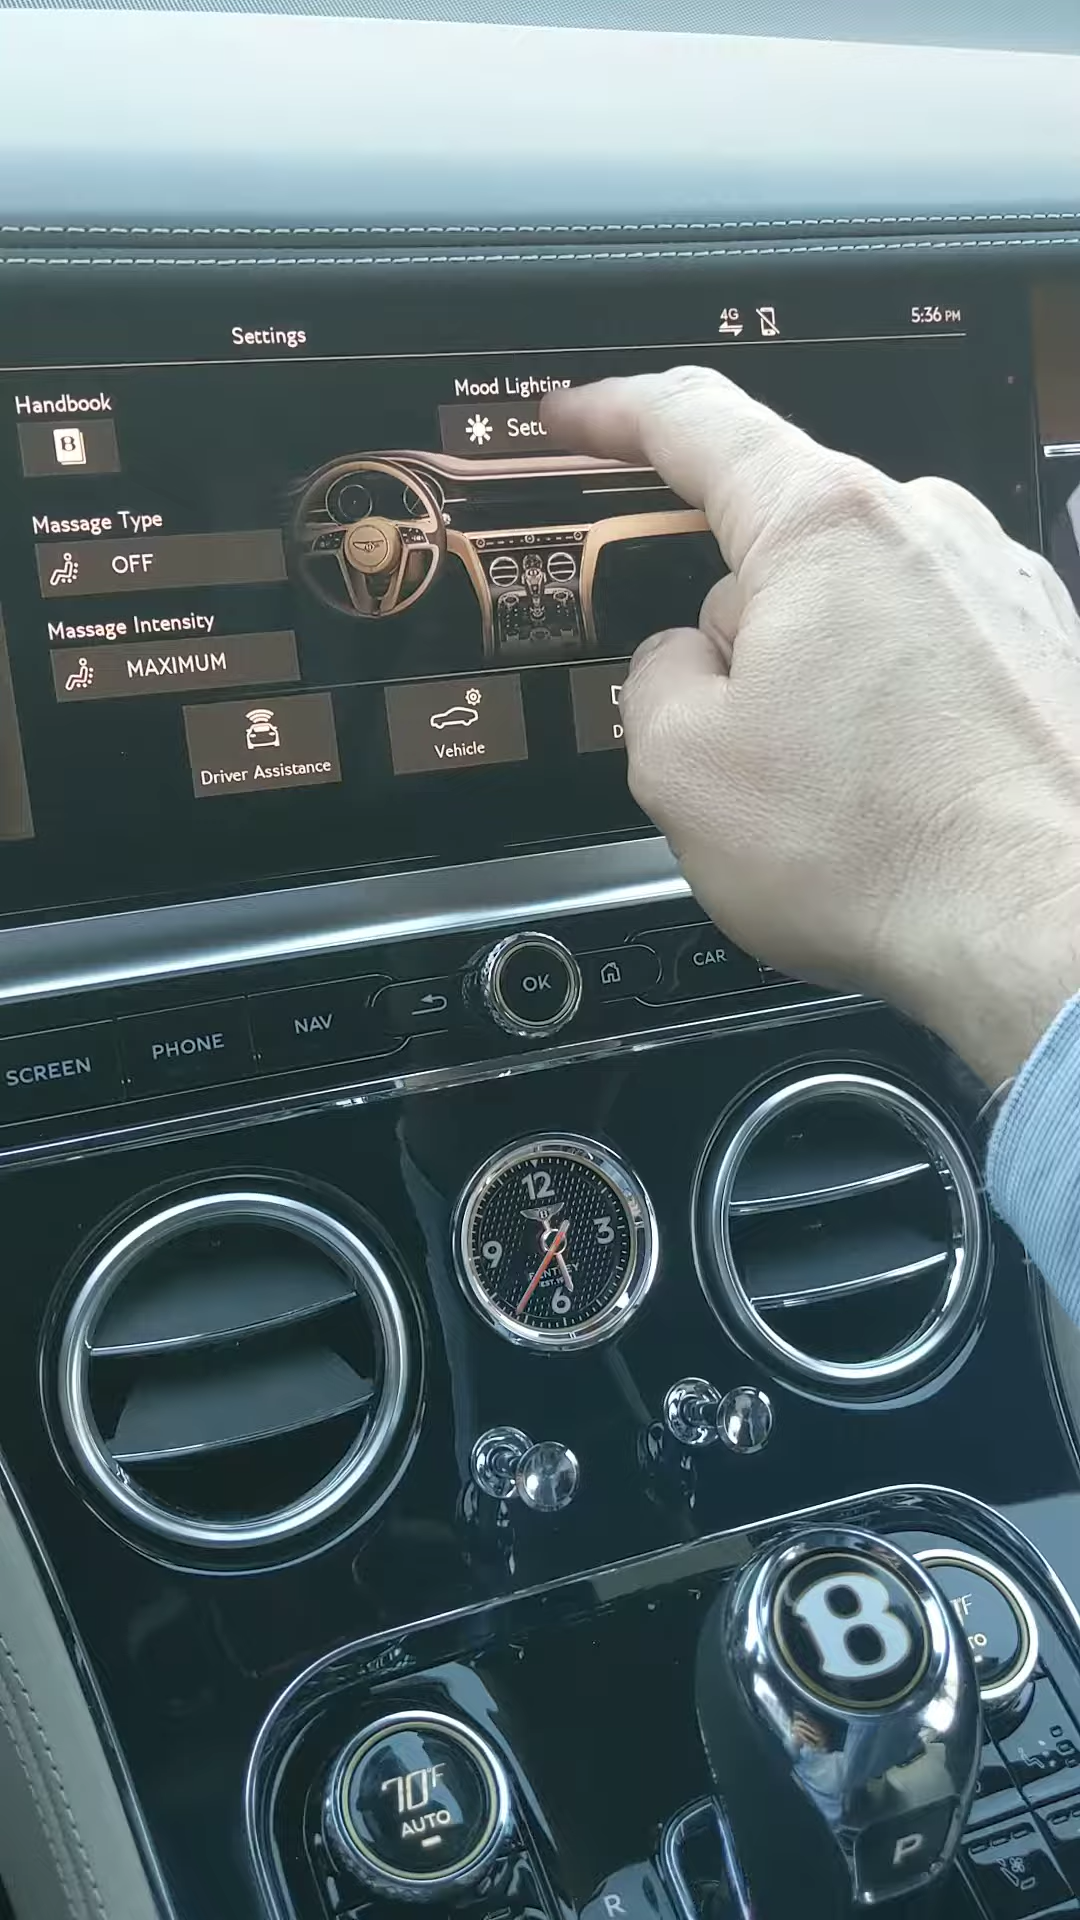 Settings
4G
5:36 PM
Handbook
B
Mood Lighting
Massage Type
OFF
Massage Intensity
MAXIMUM
Driver Assistance
Vehicle
SCREEN
PHONE
NAV
OK
CAR
12
3
6
9
B
70°F
AUTO
P
R